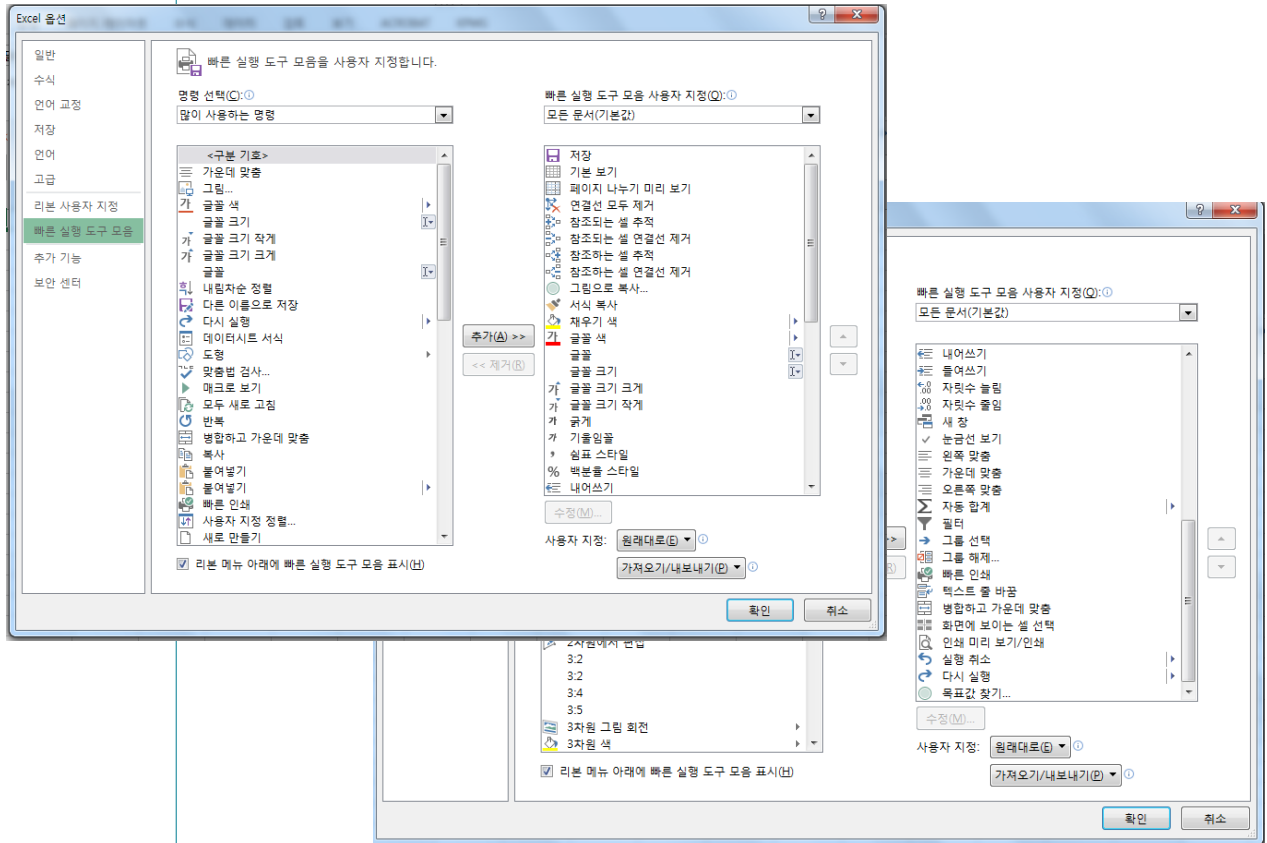 Excel 옵션
일반
수식
언어 교정
저장
언어
고급
리본 사용자 지정
빠른 실행 도구 모음
추가 기능
보안 센터
빠른 실행 도구 모음을 사용자 지정합니다.
명령 선택(C):
많이 사용하는 명령
<구분 기호>
가운데 맞춤
그림...
글꼴 색
글꼴 크기
글꼴 크기 작게
글꼴 크기 크게
글꼴
내림차순 정렬
다른 이름으로 저장
다시 실행
데이터시트 서식
도형
맞춤법 검사...
매크로 보기
모두 새로 고침
반복
병합하고 가운데 맞춤
복사
붙여넣기
붙여넣기
빠른 인쇄
사용자 지정 정렬...
새로 만들기
리본 메뉴 아래에 빠른 실행 도구 모음 표시(H)
추가(A) >>
<< 제거(R)
빠른 실행 도구 모음 사용자 지정(Q):
모든 문서(기본값)
저장
기본 보기
페이지 나누기 미리 보기
연결선 모두 제거
참조되는 셀 추적
참조되는 셀 연결선 제거
참조하는 셀 추적
참조하는 셀 연결선 제거
그림으로 복사...
서식 복사
채우기 색
글꼴 색
글꼴
글꼴 크기
글꼴 크기 크게
글꼴 크기 작게
굵게
기울임꼴
쉼표 스타일
백분율 스타일
내어쓰기
수정(M)...
사용자 지정: 원래대로(E)
가져오기/내보내기(P)
확인 취소
빠른 실행 도구 모음 사용자 지정(Q):
모든 문서(기본값)
내어쓰기
들여쓰기
자릿수 늘림
자릿수 줄임
새 창
눈금선 보기
왼쪽 맞춤
가운데 맞춤
오른쪽 맞춤
자동 합계
필터
그룹 선택
그룹 해제...
빠른 인쇄
텍스트 줄 바꿈
병합하고 가운데 맞춤
화면에 보이는 셀 선택
인쇄 미리 보기/인쇄
실행 취소
다시 실행
목표값 찾기...
수정(M)...
사용자 지정: 원래대로(E)
가져오기/내보내기(P)
2차원에서 편집
3:2
3:2
3:4
3:5
3차원 그림 회전
3차원 색
리본 메뉴 아래에 빠른 실행 도구 모음 표시(H)
확인 취소